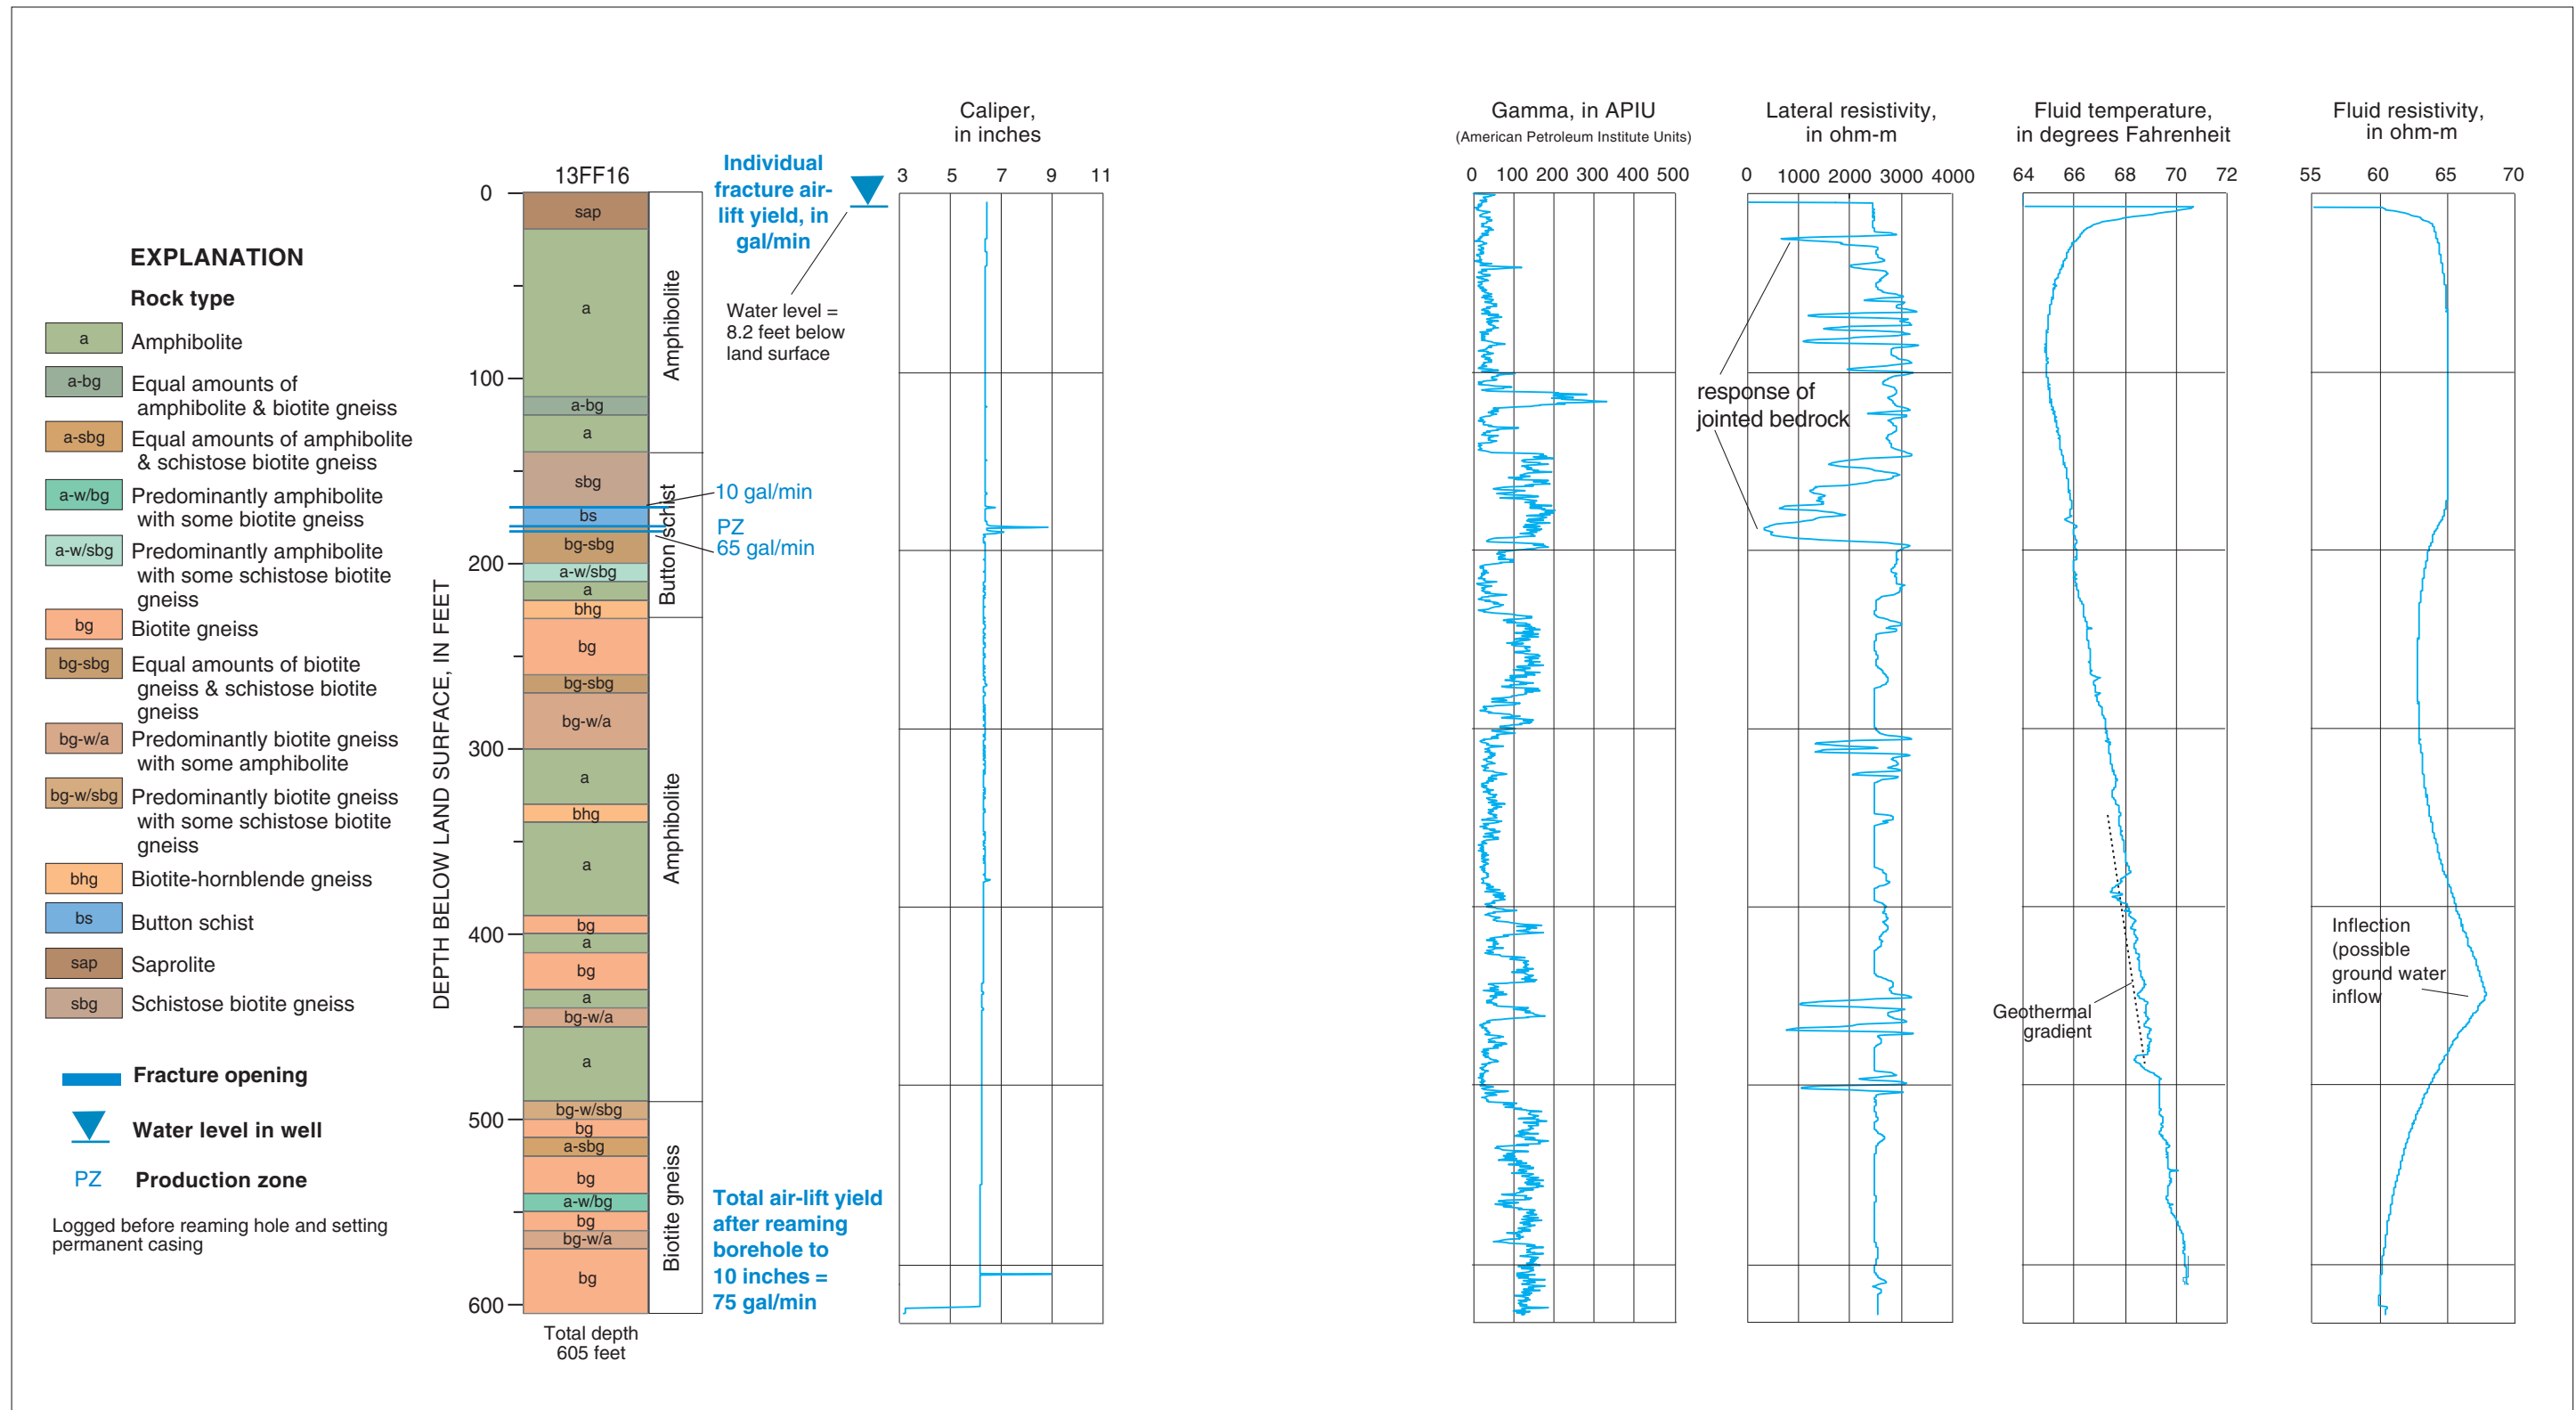 EXPLANATION
Rock type
a Amphibolite
a-bg Equal amounts of
amphibolite & biotite gneiss
a-sbg Equal amounts of amphibolite
& schistose biotite gneiss
a-w/bg Predominantly amphibolite
with some biotite gneiss
a-w/sbg Predominantly amphibolite
with some schistose biotite
gneiss
bg Biotite gneiss
bg-sbg Equal amounts of biotite
gneiss & schistose biotite
gneiss
bg-w/a Predominantly biotite gneiss
with some amphibolite
bg-w/sbg Predominantly biotite gneiss
with some schistose biotite
gneiss
bhg Biotite-hornblende gneiss
bs Button schist
sap Saprolite
sbg Schistose biotite gneiss
Fracture opening
Water level in well
PZ Production zone
Logged before reaming hole and setting
permanent casing
DEPTH BELOW LAND SURFACE, IN FEET
0
100
200
300
400
500
600
13FF16
sap
a
a-bg
a
sbg
bs
bg-sbg
a-w/sbg
a
bhg
bg
bg-sbg
bg-w/a
a
bhg
a
bg
a
bg
a
bg-w/a
a
bg-w/sbg
bg
a-sbg
bg
a-w/bg
bg
bg-w/a
bg
Total depth
605 feet
Amphibolite
Button schist
Amphibolite
Biotite gneiss
Individual
fracture air-
lift yield, in
gal/min
Water level =
8.2 feet below
land surface
10 gal/min
PZ
65 gal/min
Total air-lift yield
after reaming
borehole to
10 inches =
75 gal/min
Caliper,
in inches
3 5 7 9 11
Gamma, in APIU
(American Petroleum Institute Units)
0 100 200 300 400 500
Lateral resistivity,
in ohm-m
0 1000 2000 3000 4000
response of
jointed bedrock
Fluid temperature,
in degrees Fahrenheit
64 66 68 70 72
Geothermal
gradient
Fluid resistivity,
in ohm-m
55 60 65 70
Inflection
(possible
ground water
inflow